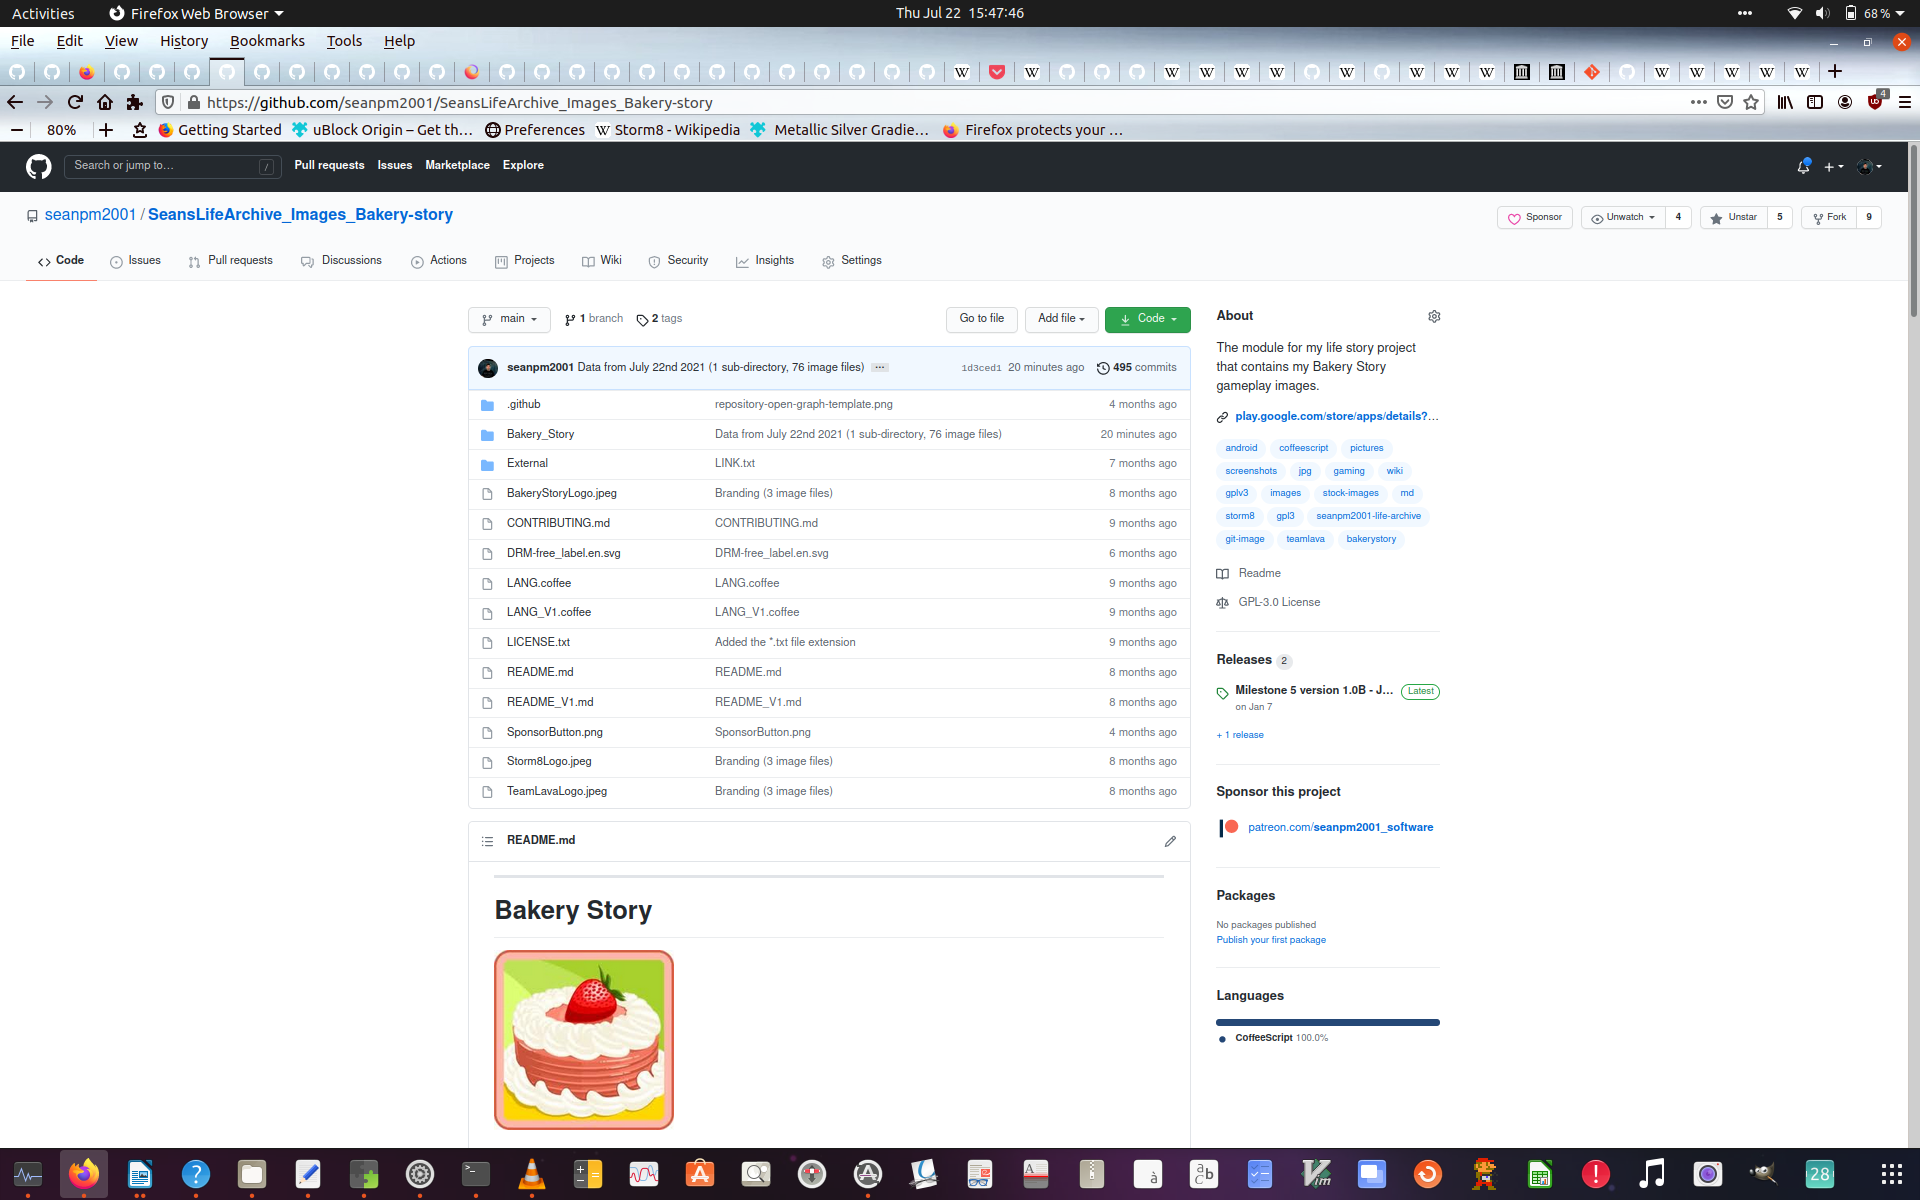 Activities Firefox Web Browser Thu Jul 22 15:47:46 68 %
File Edit View History Bookmarks Tools Help
https://github.com/seanpm2001/SeansLifeArchive_Images_Bakery-story 4
80% Getting Started uBlock Origin – Get th… Preferences Storm8 - Wikipedia Metallic Silver Gradie… Firefox protects your …
Search or jump to… / Pull requests Issues Marketplace Explore
seanpm2001 / SeansLifeArchive_Images_Bakery-story Sponsor Unwatch 4 Unstar 5 Fork 9
Code Issues Pull requests Discussions Actions Projects Wiki Security Insights Settings
main 1 branch 2 tags Go to file Add file Code
seanpm2001 Data from July 22nd 2021 (1 sub-directory, 76 image files) ... 1d3ced1 20 minutes ago 495 commits
.github repository-open-graph-template.png 4 months ago
Bakery_Story Data from July 22nd 2021 (1 sub-directory, 76 image files) 20 minutes ago
External LINK.txt 7 months ago
BakeryStoryLogo.jpeg Branding (3 image files) 8 months ago
CONTRIBUTING.md CONTRIBUTING.md 9 months ago
DRM-free_label.en.svg DRM-free_label.en.svg 6 months ago
LANG.coffee LANG.coffee 9 months ago
LANG_V1.coffee LANG_V1.coffee 9 months ago
LICENSE.txt Added the *.txt file extension 9 months ago
README.md README.md 8 months ago
README_V1.md README_V1.md 8 months ago
SponsorButton.png SponsorButton.png 4 months ago
Storm8Logo.jpeg Branding (3 image files) 8 months ago
TeamLavaLogo.jpeg Branding (3 image files) 8 months ago
README.md
Bakery Story
About
The module for my life story project
that contains my Bakery Story
gameplay images.
play.google.com/store/apps/details?…
android coffeescript pictures
screenshots jpg gaming wiki
gplv3 images stock-images md
storm8 gpl3 seanpm2001-life-archive
git-image teamlava bakerystory
Readme
GPL-3.0 License
Releases 2
Milestone 5 version 1.0B - J… Latest
on Jan 7
+ 1 release
Sponsor this project
patreon.com/seanpm2001_software
Packages
No packages published
Publish your first package
Languages
CoffeeScript 100.0%
28